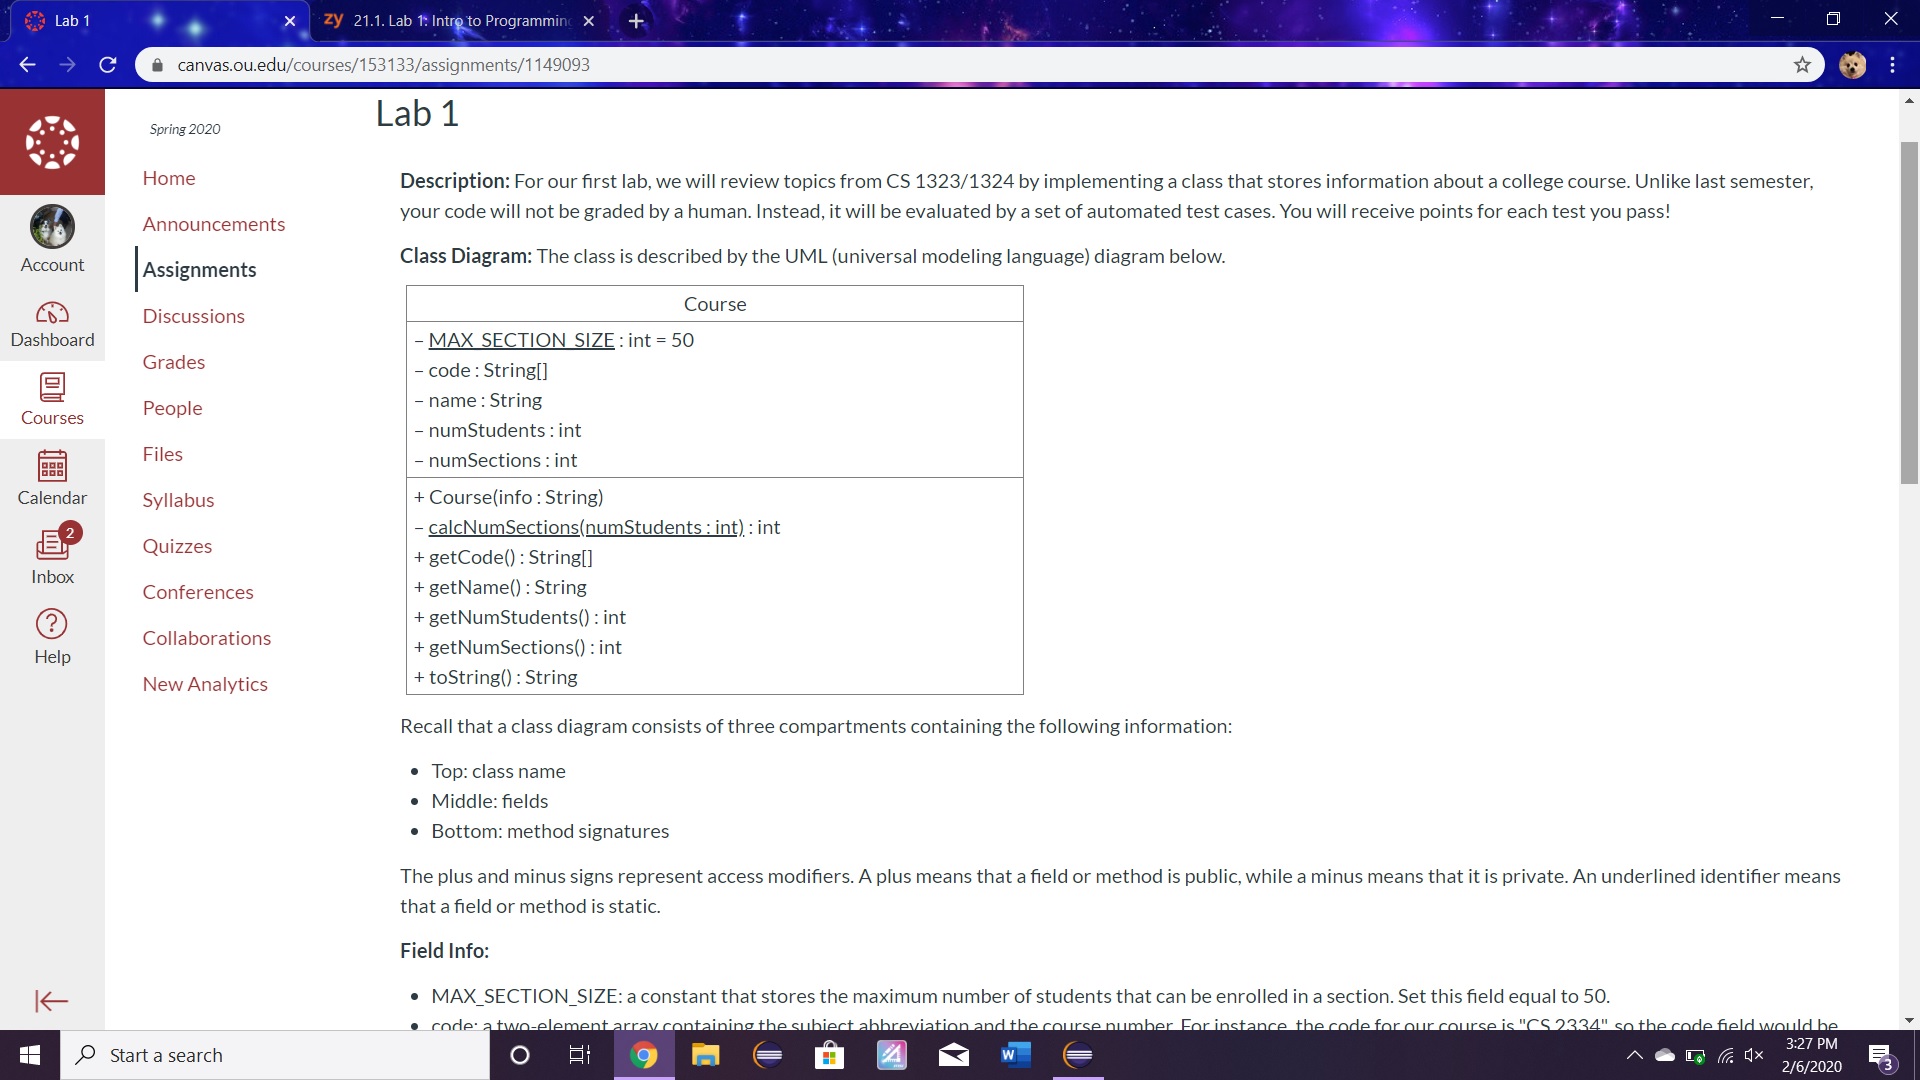 Lab 1
zy 21.1. Lab 1: Intro to Programming
canvas.ou.edu/courses/153133/assignments/1149093
Account
Dashboard
Courses
Calendar
2
Inbox
Help
Spring 2020
Home
Announcements
Assignments
Discussions
Grades
People
Files
Syllabus
Quizzes
Conferences
Collaborations
New Analytics
Lab 1
Description: For our first lab, we will review topics from CS 1323/1324 by implementing a class that stores information about a college course. Unlike last semester,
your code will not be graded by a human. Instead, it will be evaluated by a set of automated test cases. You will receive points for each test you pass!
Class Diagram: The class is described by the UML (universal modeling language) diagram below.
Course
– MAX_SECTION_SIZE : int = 50
– code : String[]
– name : String
– numStudents : int
– numSections : int
+ Course(info : String)
– calcNumSections(numStudents : int) : int
+ getCode() : String[]
+ getName() : String
+ getNumStudents() : int
+ getNumSections() : int
+ toString() : String
Recall that a class diagram consists of three compartments containing the following information:
• Top: class name
• Middle: fields
• Bottom: method signatures
The plus and minus signs represent access modifiers. A plus means that a field or method is public, while a minus means that it is private. An underlined identifier means
that a field or method is static.
Field Info:
• MAX_SECTION_SIZE: a constant that stores the maximum number of students that can be enrolled in a section. Set this field equal to 50.
• code: a two-element array containing the subject abbreviation and the course number. For instance, the code for our course is "CS 2334", so the code field would be
Start a search
W
3:27 PM
2/6/2020
3